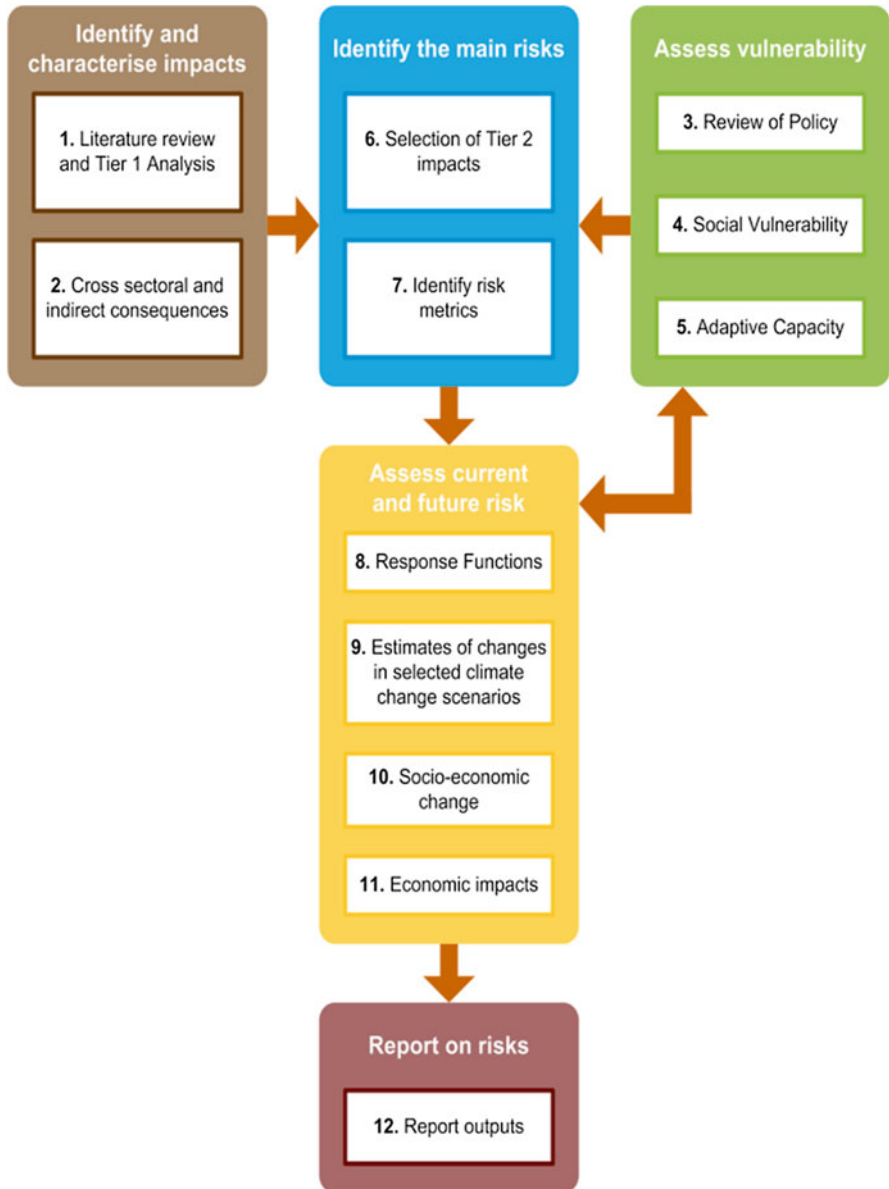 Identify and
characterise impacts
1. Literature review
and Tier 1 Analysis
2. Cross sectoral and
indirect consequences
Identify the main risks
6. Selection of Tier 2
impacts
7. Identify risk
metrics
Assess vulnerability
3. Review of Policy
4. Social Vulnerability
5. Adaptive Capacity
Assess current
and future risk
8. Response Functions
9. Estimates of changes
in selected climate
change scenarios
10. Socio-economic
change
11. Economic impacts
Report on risks
12. Report outputs